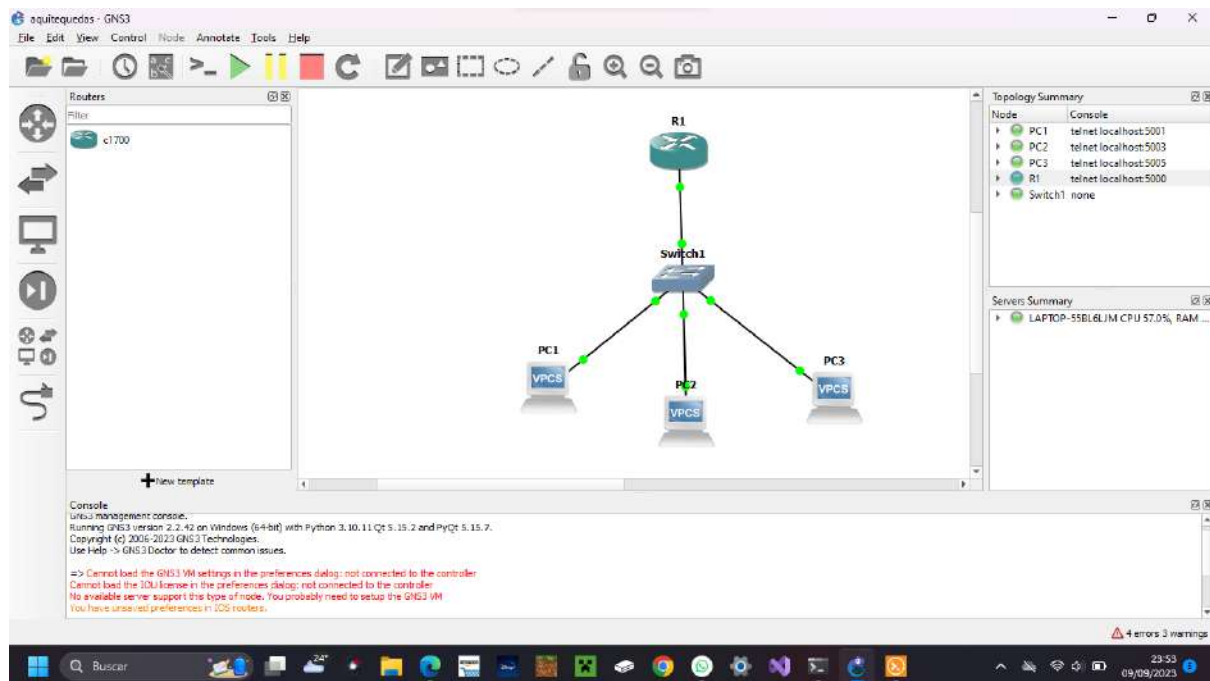 aquitequedas - GNS3
File Edit View Control Node Annotate Tools Help
Routers
Filter
c1700
New template
R1
Switch1
PC1
VPCS
PC2
VPCS
PC3
VPCS
Topology Summary
Node Console
PC1 telnet localhost:5001
PC2 telnet localhost:5003
PC3 telnet localhost:5005
R1 telnet localhost:5000
Switch1 none
Servers Summary
LAPTOP-55BL6LJM CPU 57.0%, RAM ...
Console
GNS3 management console.
Running GNS3 version 2.2.42 on Windows (64-bit) with Python 3.10.11 Qt 5.15.2 and PyQt 5.15.7.
Copyright (c) 2006-2023 GNS3 Technologies.
Use Help -> GNS3 Doctor to detect common issues.
=> Cannot load the GNS3 VM settings in the preferences dialog: not connected to the controller
Cannot load the IOU license in the preferences dialog: not connected to the controller
No available server support this type of node. You probably need to setup the GNS3 VM
You have unsaved preferences in IOS routers.
4 errors 3 warnings
Buscar
24°
23:53
09/09/2023